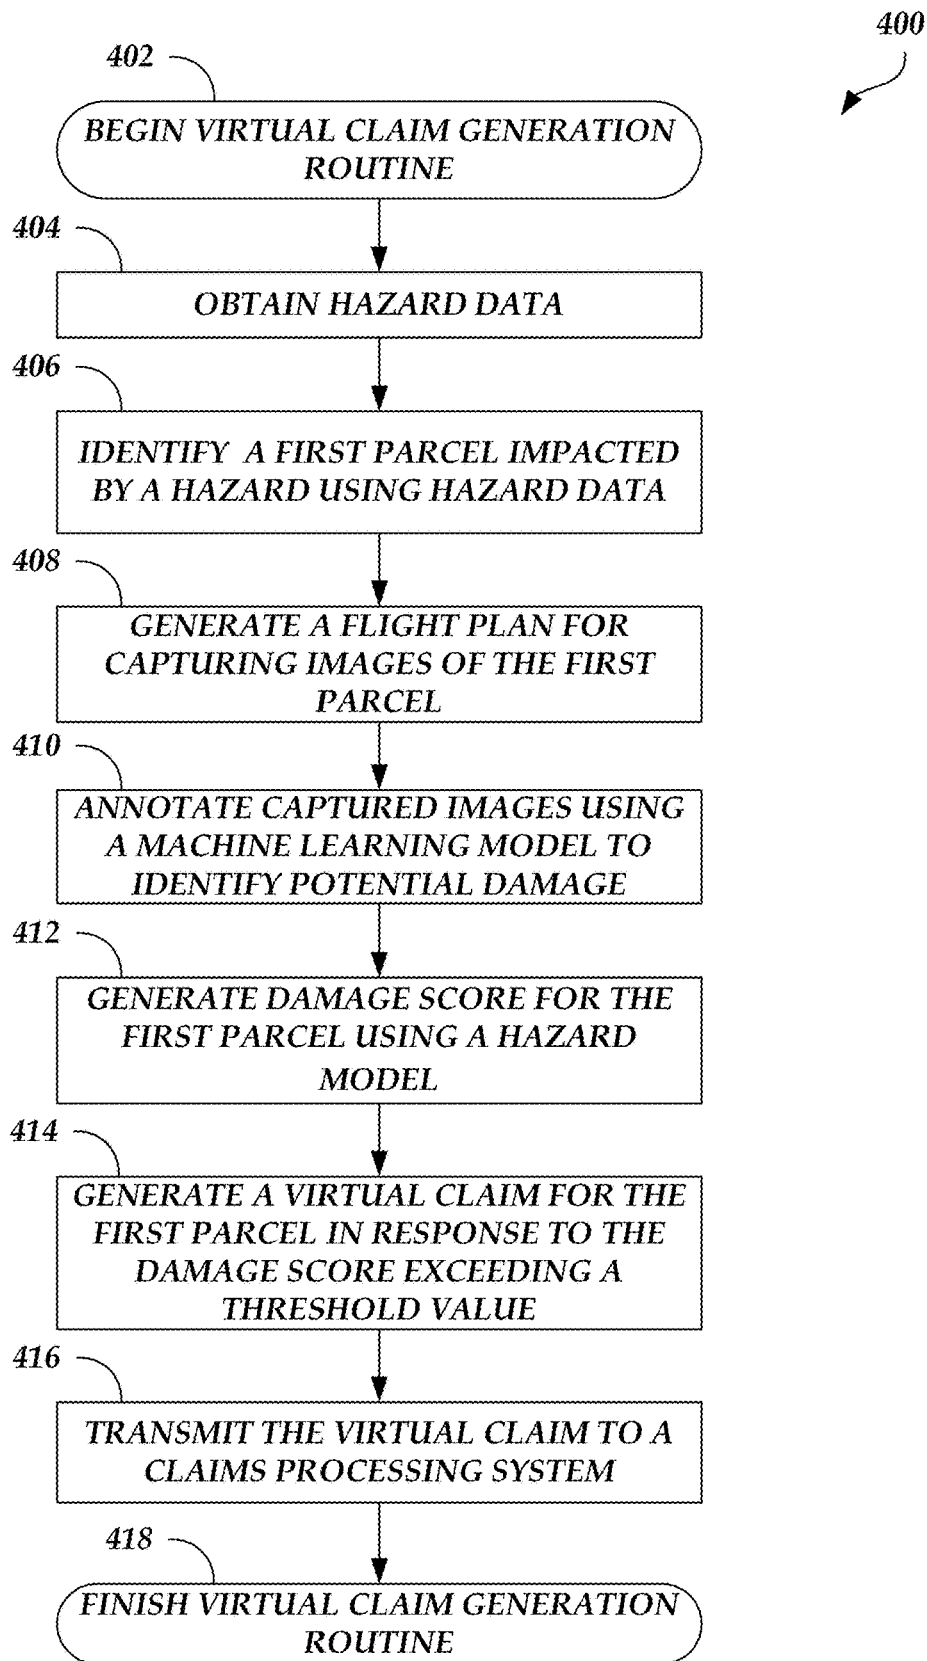 400
402
BEGIN VIRTUAL CLAIM GENERATION
ROUTINE
404
OBTAIN HAZARD DATA
406
IDENTIFY A FIRST PARCEL IMPACTED
BY A HAZARD USING HAZARD DATA
408
GENERATE A FLIGHT PLAN FOR
CAPTURING IMAGES OF THE FIRST
PARCEL
410
ANNOTATE CAPTURED IMAGES USING
A MACHINE LEARNING MODEL TO
IDENTIFY POTENTIAL DAMAGE
412
GENERATE DAMAGE SCORE FOR THE
FIRST PARCEL USING A HAZARD
MODEL
414
GENERATE A VIRTUAL CLAIM FOR THE
FIRST PARCEL IN RESPONSE TO THE
DAMAGE SCORE EXCEEDING A
THRESHOLD VALUE
416
TRANSMIT THE VIRTUAL CLAIM TO A
CLAIMS PROCESSING SYSTEM
418
FINISH VIRTUAL CLAIM GENERATION
ROUTINE